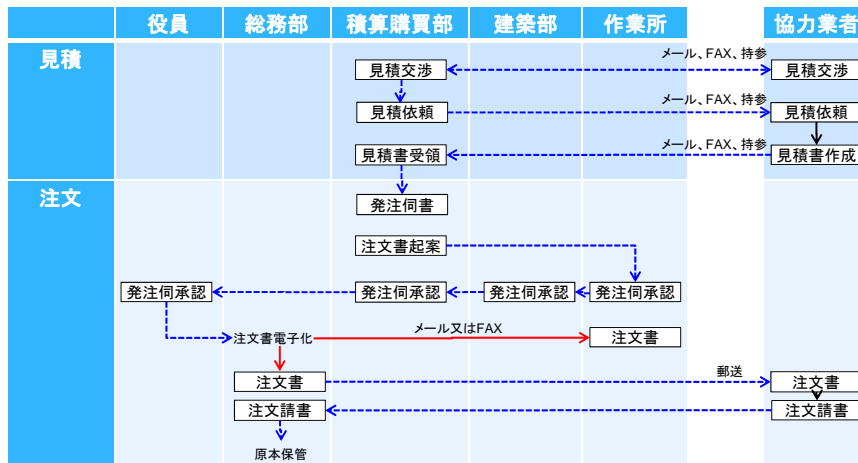 役員
総務部
積算購買部
建築部
作業所
協力業者
見積
メール、FAX、持参
見積交渉
見積交渉
メール、FAX、持参
見積依頼
見積依頼
メール、FAX、持参
見積書受領
見積書作成
注文
発注伺書
注文書起案
発注伺承認
発注伺承認
発注伺承認
発注伺承認
注文書電子化
メール又はFAX
注文書
郵送
注文書
注文書
注文請書
注文請書
原本保管